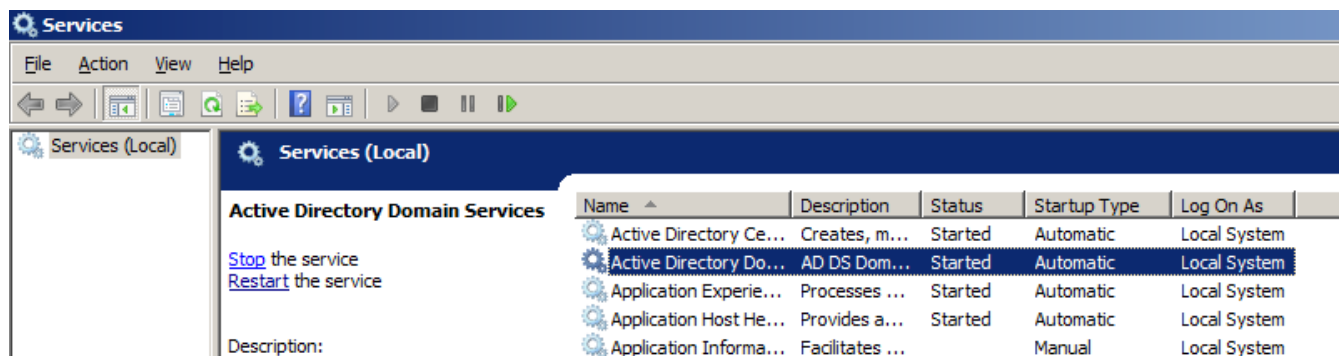 Services
File Action View Help
Services (Local)
Services (Local)
Active Directory Domain Services
Stop the service
Restart the service
Description:
Name Description Status Startup Type Log On As
Active Directory Ce... Creates, m... Started Automatic Local System
Active Directory Do... AD DS Dom... Started Automatic Local System
Application Experie... Processes ... Started Automatic Local System
Application Host He... Provides a... Started Automatic Local System
Application Informa... Facilitates ... Manual Local System